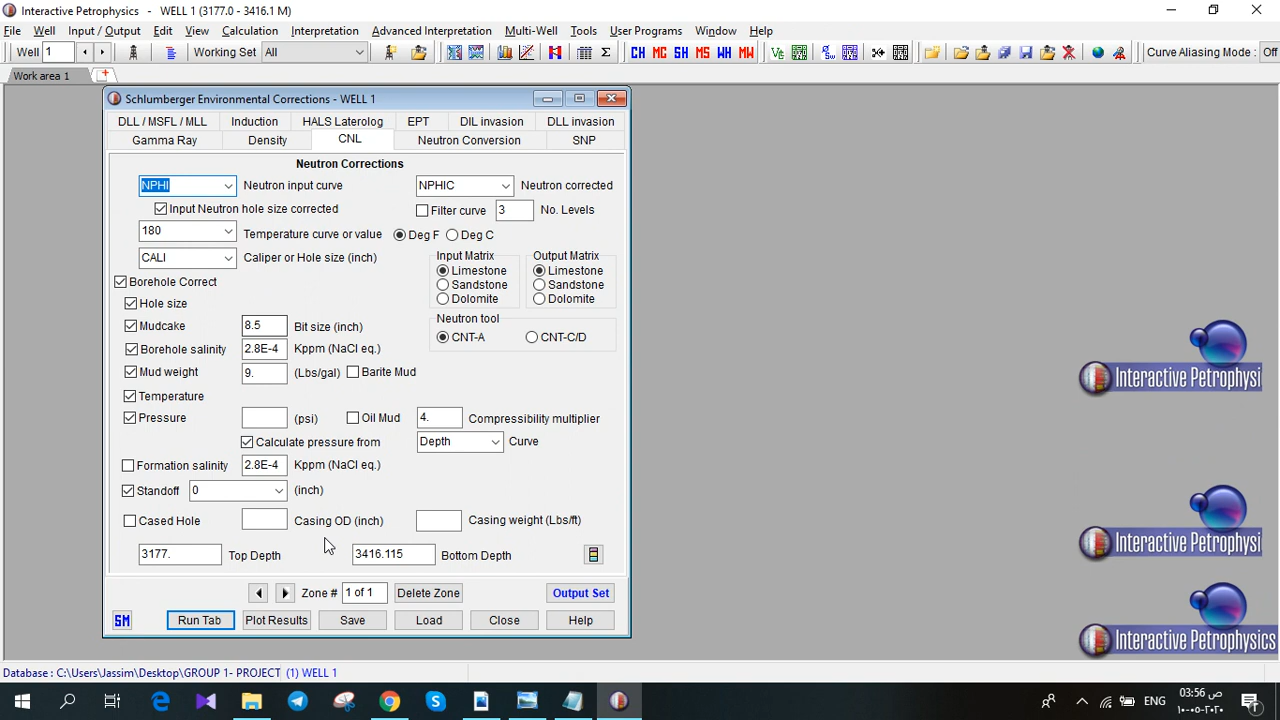 Interactive Petrophysics - WELL 1 (3177.0 - 3416.1 M)
File Well Input / Output Edit View Calculation Interpretation Advanced Interpretation Multi-Well Tools User Programs Window Help
Well 1 Working Set All CH MC SH MS WH MW Curve Aliasing Mode : Off
Work area 1
Schlumberger Environmental Corrections - WELL 1
DLL / MSFL / MLL Induction HALS Laterolog EPT DIL invasion DLL invasion
Gamma Ray Density CNL Neutron Conversion SNP
Neutron Corrections
NPHI Neutron input curve NPHIC Neutron corrected
Input Neutron hole size corrected Filter curve 3 No. Levels
180 Temperature curve or value Deg F Deg C
CALI Caliper or Hole size (inch) Input Matrix Output Matrix
Limestone Limestone
Borehole Correct Sandstone Sandstone
Hole size Dolomite Dolomite
Neutron tool
Mudcake 8.5 Bit size (inch) CNT-A CNT-C/D
Borehole salinity 2.8E-4 Kppm (NaCl eq.)
Mud weight 9. (Lbs/gal) Barite Mud
Temperature
Pressure (psi) Oil Mud 4. Compressibility multiplier
Calculate pressure from Depth Curve
Formation salinity 2.8E-4 Kppm (NaCl eq.)
Standoff 0 (inch)
Cased Hole Casing OD (inch) Casing weight (Lbs/ft)
3177. Top Depth 3416.115 Bottom Depth
Zone # 1 of 1 Delete Zone Output Set
SM Run Tab Plot Results Save Load Close Help
Interactive Petrophysi
Interactive Petrophysi
Interactive Petrophysics
Database : C:\Users\Jassim\Desktop\GROUP 1- PROJECT (1) WELL 1
ENG
03:56 ص
١٠-٠٥-٢٠٢٠